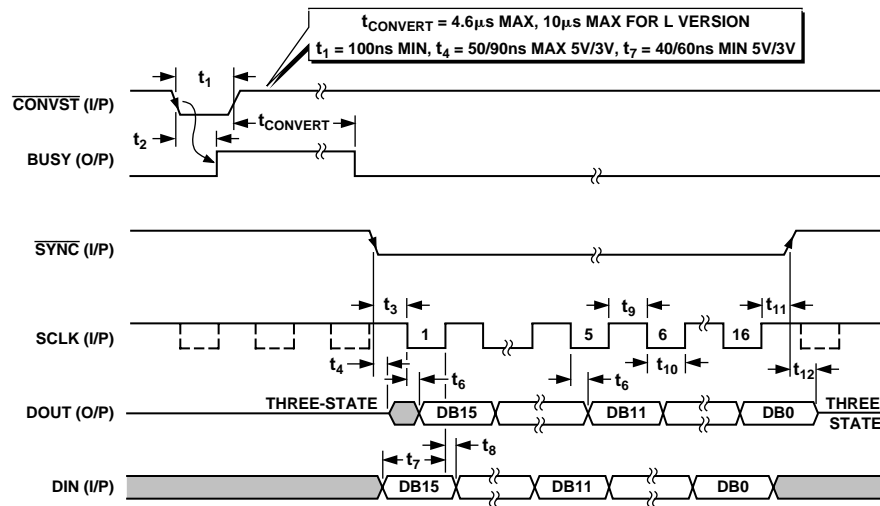 tCONVERT = 4.6µs MAX, 10µs MAX FOR L VERSION
t1 = 100ns MIN, t4 = 50/90ns MAX 5V/3V, t7 = 40/60ns MIN 5V/3V
t1
CONVST (I/P)
tCONVERT
t2
BUSY (O/P)
SYNC (I/P)
t3
t9
t11
SCLK (I/P)
1
5
6
16
t4
t6
t6
t10
t12
DOUT (O/P)
THREE-STATE
DB15
DB11
DB0
THREE
STATE
t7
t8
DIN (I/P)
DB15
DB11
DB0